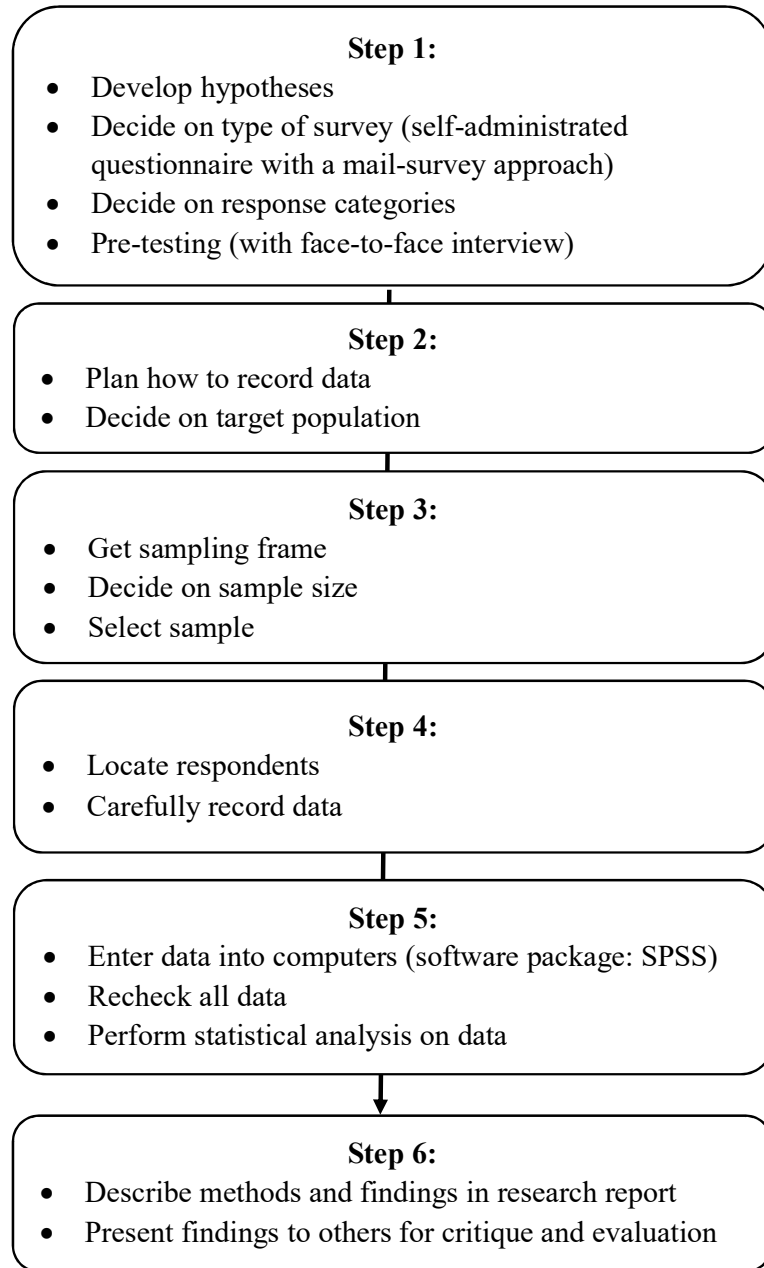 Step 1:
• Develop hypotheses
• Decide on type of survey (self-administrated
questionnaire with a mail-survey approach)
• Decide on response categories
• Pre-testing (with face-to-face interview)
Step 2:
• Plan how to record data
• Decide on target population
Step 3:
• Get sampling frame
• Decide on sample size
• Select sample
Step 4:
• Locate respondents
• Carefully record data
Step 5:
• Enter data into computers (software package: SPSS)
• Recheck all data
• Perform statistical analysis on data
Step 6:
• Describe methods and findings in research report
• Present findings to others for critique and evaluation